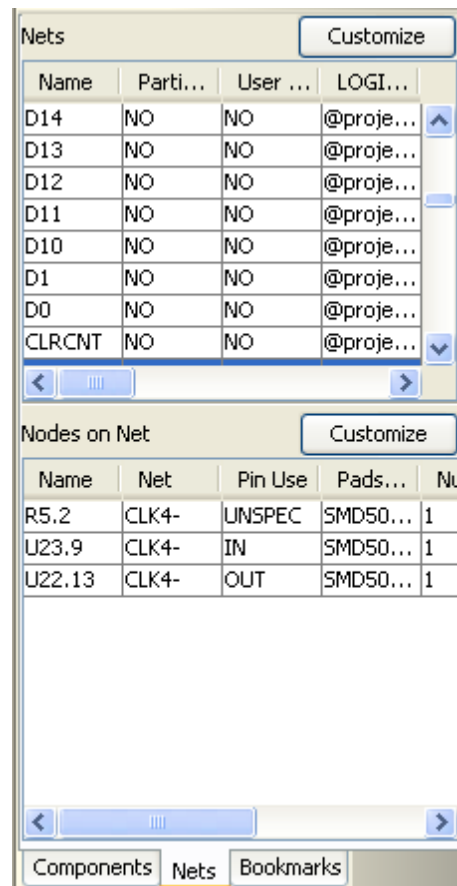 Nets Customize
Name Parti... User ... LOGI...
D14 NO NO @proje...
D13 NO NO @proje...
D12 NO NO @proje...
D11 NO NO @proje...
D10 NO NO @proje...
D1 NO NO @proje...
D0 NO NO @proje...
CLRCNT NO NO @proje...
Nodes on Net Customize
Name Net Pin Use Pads... Nu
R5.2 CLK4- UNSPEC SMD50... 1
U23.9 CLK4- IN SMD50... 1
U22.13 CLK4- OUT SMD50... 1
Components Nets Bookmarks